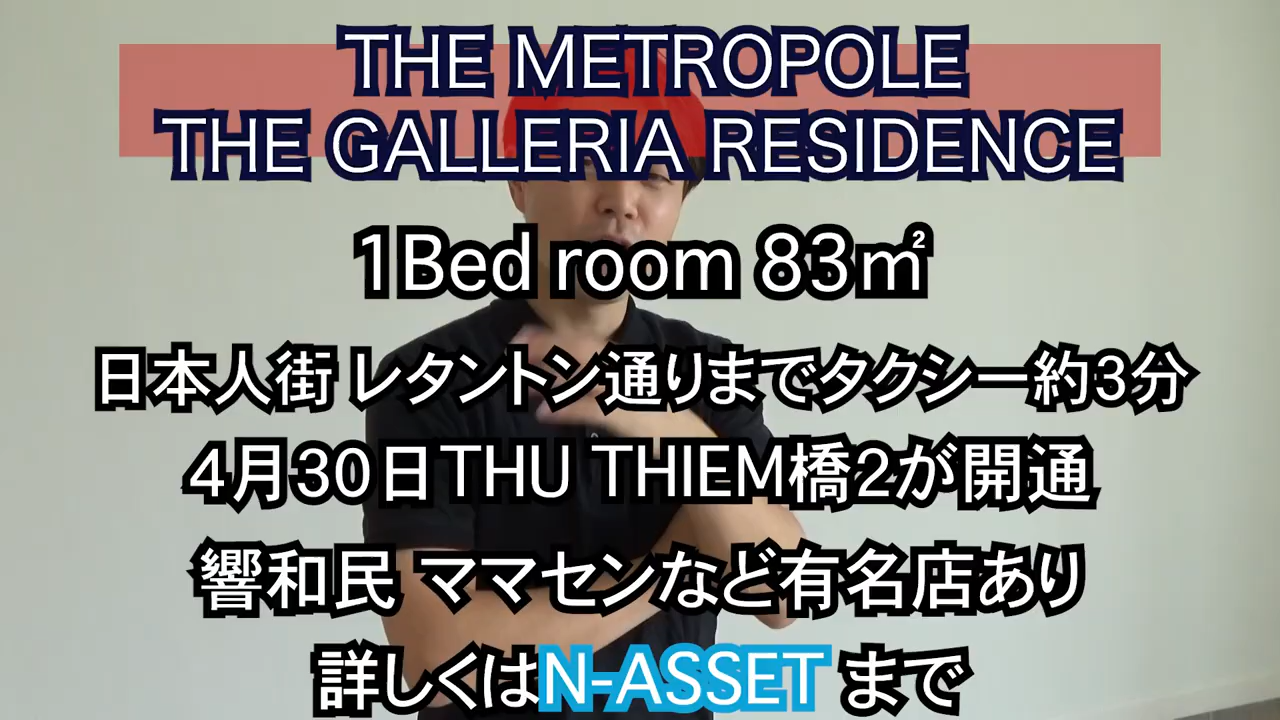 THE METROPOLE
THE GALLERIA RESIDENCE
1Bed room 83㎡
日本人街 レタントン通りまでタクシー約3分
4月30日THU THIEM橋2が開通
響和民 ママセンなど有名店あり
詳しくはN-ASSET まで